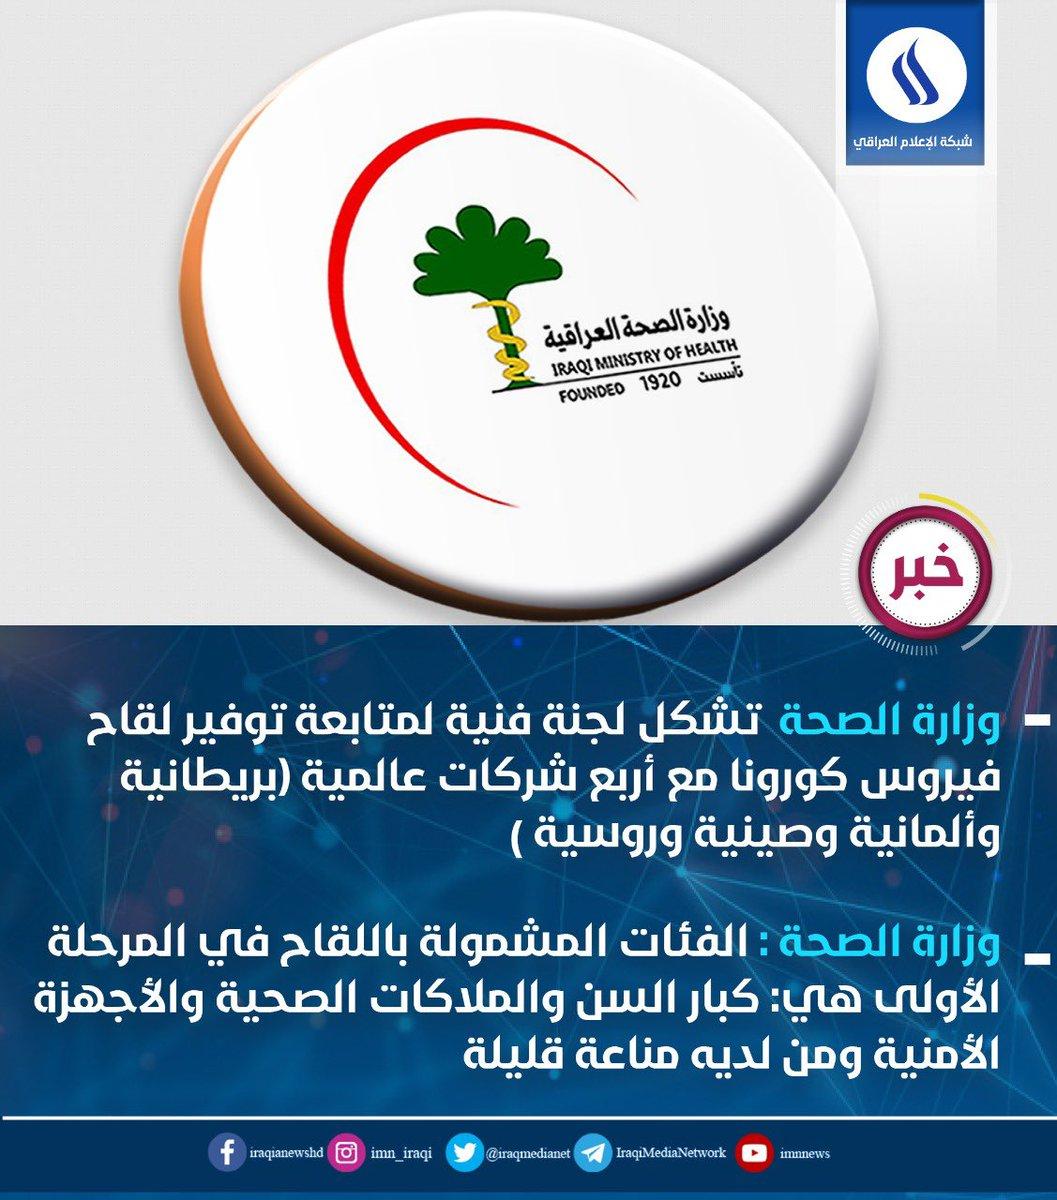 شبكة الإعلام العراقي
وزارة الصحة العراقية
IRAQI MINISTRY OF HEALTH
FOUNDED 1920 تأسست
خبر
- وزارة الصحة تشكل لجنة فنية لمتابعة توفير لقاح
فيروس كورونا مع أربع شركات عالمية (بريطانية
وألمانية وصينية وروسية )
- وزارة الصحة : الفئات المشمولة باللقاح في المرحلة
الأولى هي: كبار السن والملاكات الصحية والأجهزة
الأمنية ومن لديه مناعة قليلة
iraqianewshd imn_iraqi @iraqmedianet IraqiMediaNetwork imnnews